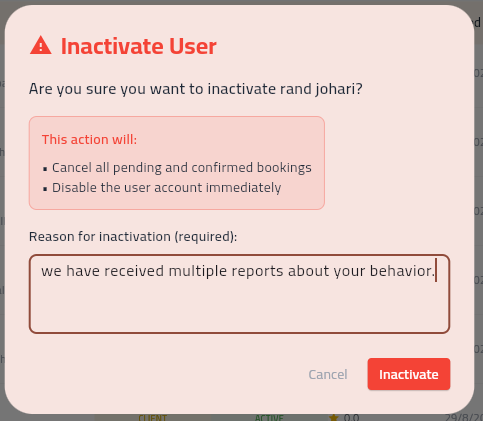 Inactivate User
Are you sure you want to inactivate rand johari?
This action will:
▪ Cancel all pending and confirmed bookings
▪ Disable the user account immediately
Reason for inactivation (required):
we have received multiple reports about your behavior.
Cancel Inactivate
CLIENT ACTIVE 0.0 29/8/